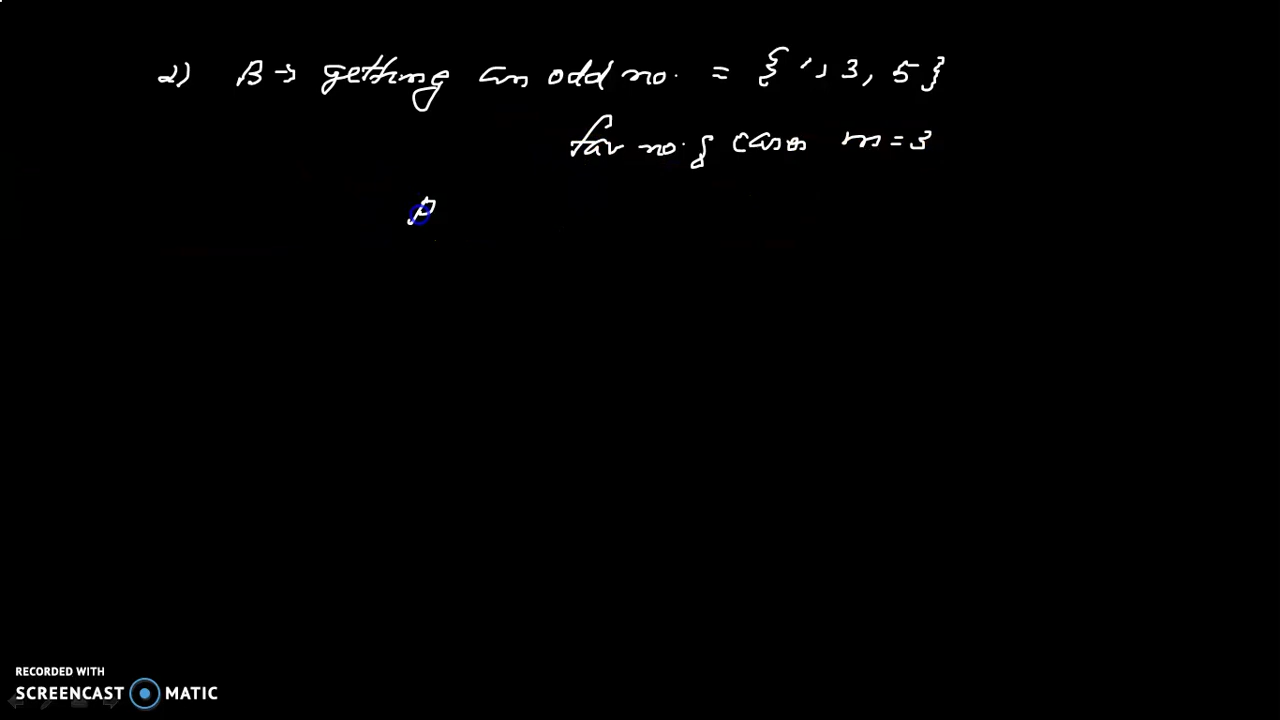 2) B→ getting an odd no. = {1, 3, 5}
fav no. of cases m=3
P
RECORDED WITH
SCREENCAST MATIC